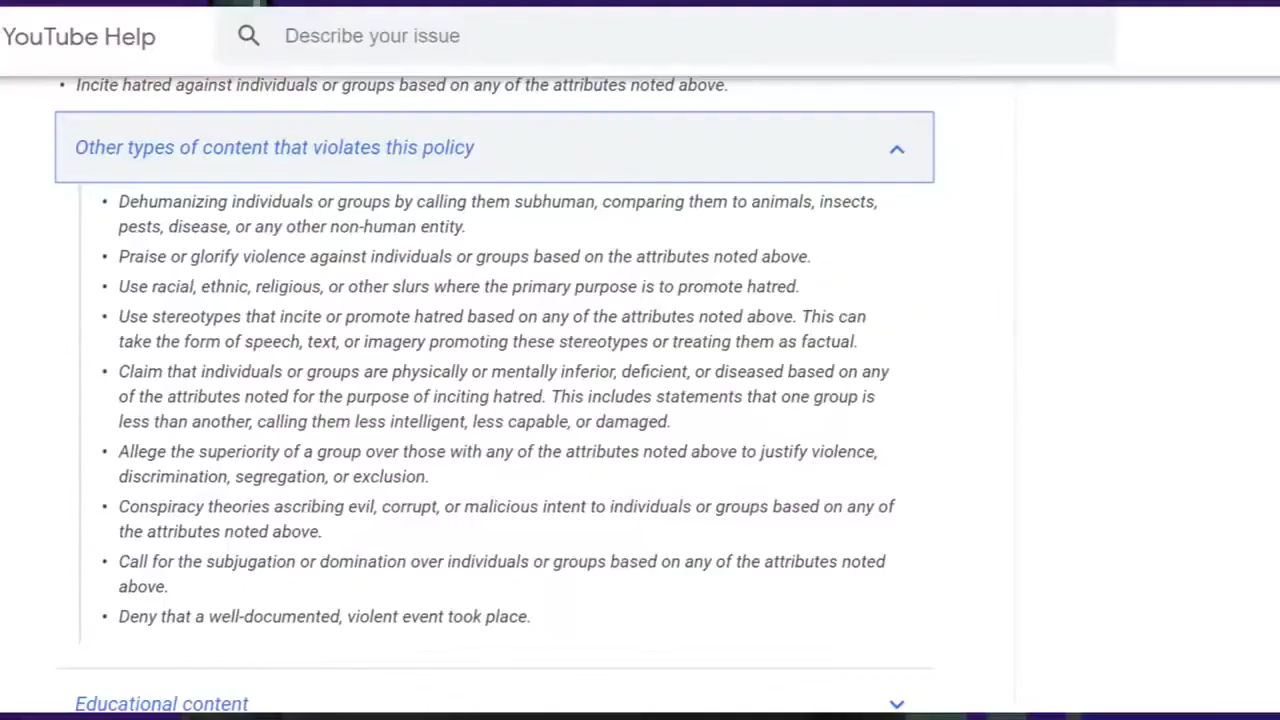 YouTube Help
Describe your issue
• Incite hatred against individuals or groups based on any of the attributes noted above.
Other types of content that violates this policy
• Dehumanizing individuals or groups by calling them subhuman, comparing them to animals, insects,
pests, disease, or any other non-human entity.
• Praise or glorify violence against individuals or groups based on the attributes noted above.
• Use racial, ethnic, religious, or other slurs where the primary purpose is to promote hatred.
• Use stereotypes that incite or promote hatred based on any of the attributes noted above. This can
take the form of speech, text, or imagery promoting these stereotypes or treating them as factual.
• Claim that individuals or groups are physically or mentally inferior, deficient, or diseased based on any
of the attributes noted for the purpose of inciting hatred. This includes statements that one group is
less than another, calling them less intelligent, less capable, or damaged.
• Allege the superiority of a group over those with any of the attributes noted above to justify violence,
discrimination, segregation, or exclusion.
• Conspiracy theories ascribing evil, corrupt, or malicious intent to individuals or groups based on any of
the attributes noted above.
• Call for the subjugation or domination over individuals or groups based on any of the attributes noted
above.
• Deny that a well-documented, violent event took place.
Educational content